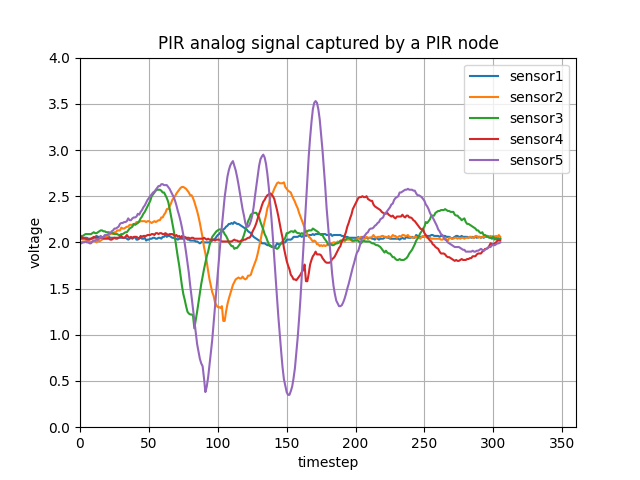 PIR analog signal captured by a PIR node
4.0
3.5
3.0
2.5
2.0
1.5
1.0
0.5
0.0
voltage
sensor1
sensor2
sensor3
sensor4
sensor5
0 50 100 150 200 250 300 350
timestep